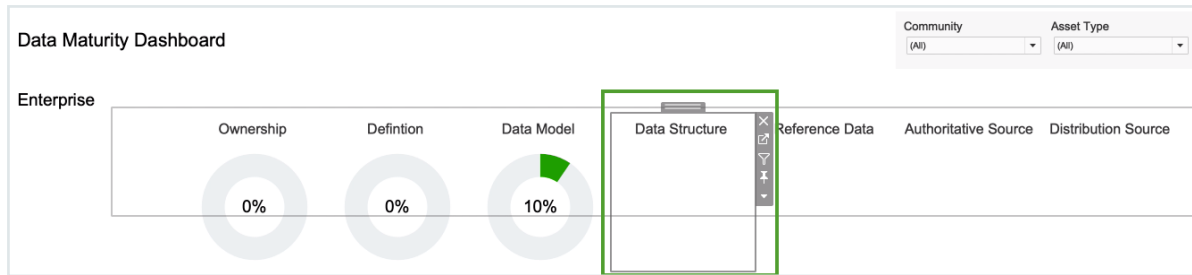 Data Maturity Dashboard
Community
Asset Type
(All)
(All)
Enterprise
Ownership
Defintion
Data Model
Data Structure
Reference Data
Authoritative Source
Distribution Source
0%
0%
10%